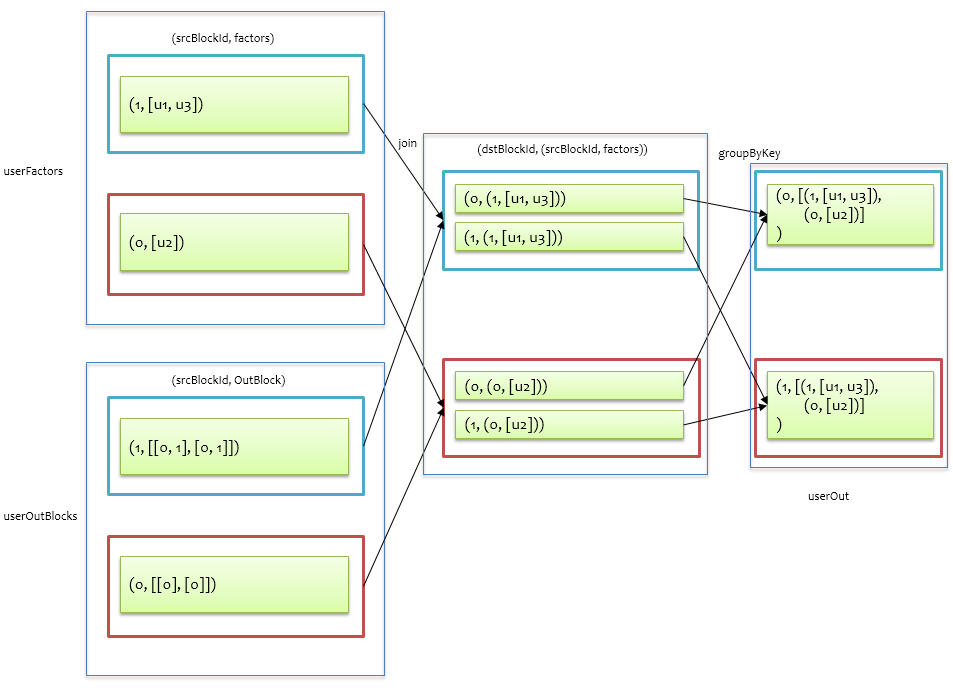 (srcBlockId, factors)
(1, [u1, u3])
userFactors
(0, [u2])
join
(srcBlockId, OutBlock)
(1, [[0, 1], [0, 1]])
userOutBlocks
(0, [[0], [0]])
(dstBlockId, (srcBlockId, factors))
(0, (1, [u1, u3]))
(1, (1, [u1, u3]))
(0, (0, [u2]))
(1, (0, [u2]))
groupByKey
(0, [(1, [u1, u3]),
(0, [u2])]
)
(1, [(1, [u1, u3]),
(0, [u2])]
)
userOut